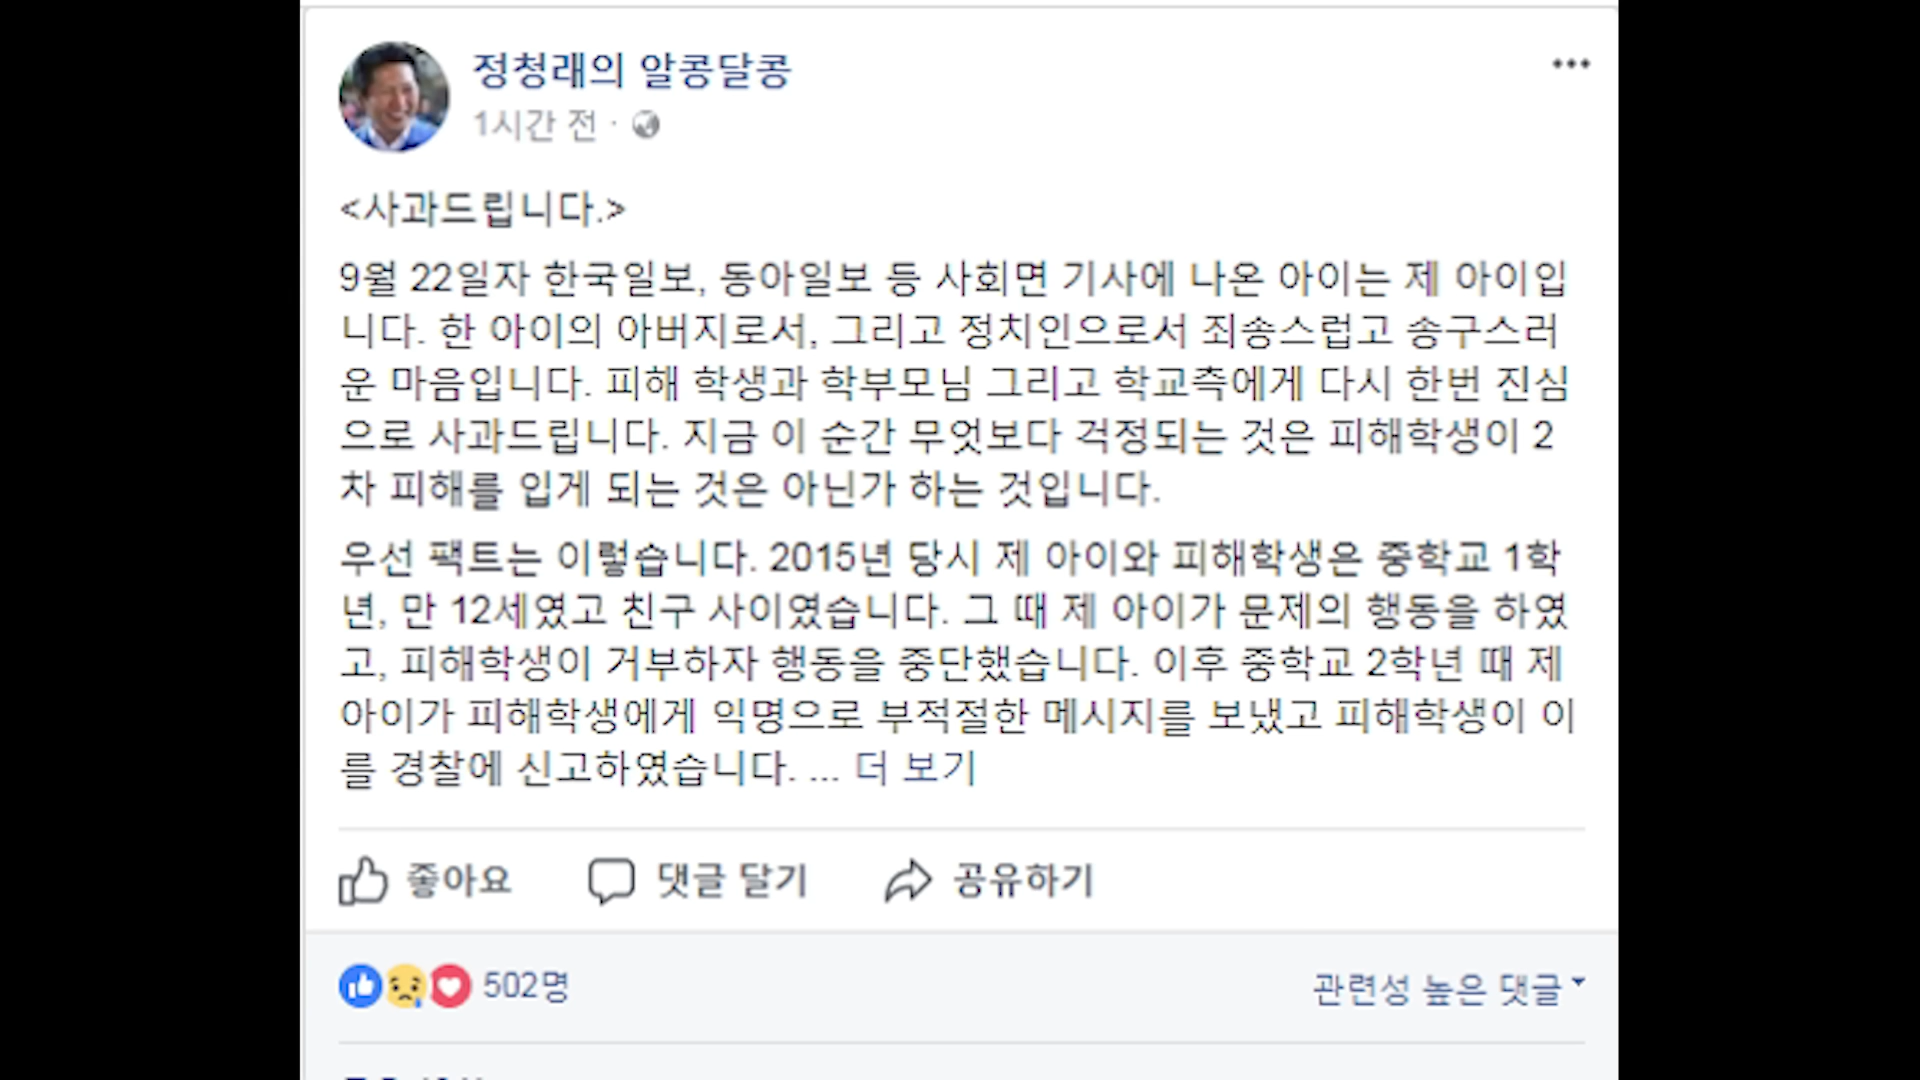 정청래의 알콩달콩
1시간 전 ·
<사과드립니다.>
9월 22일자 한국일보, 동아일보 등 사회면 기사에 나온 아이는 제 아이입
니다. 한 아이의 아버지로서, 그리고 정치인으로서 죄송스럽고 송구스러
운 마음입니다. 피해 학생과 학부모님 그리고 학교측에게 다시 한번 진심
으로 사과드립니다. 지금 이 순간 무엇보다 걱정되는 것은 피해학생이 2
차 피해를 입게 되는 것은 아닌가 하는 것입니다.
우선 팩트는 이렇습니다. 2015년 당시 제 아이와 피해학생은 중학교 1학
년, 만 12세였고 친구 사이였습니다. 그 때 제 아이가 문제의 행동을 하였
고, 피해학생이 거부하자 행동을 중단했습니다. 이후 중학교 2학년 때 제
아이가 피해학생에게 익명으로 부적절한 메시지를 보냈고 피해학생이 이
를 경찰에 신고하였습니다. ... 더 보기
좋아요 댓글 달기 공유하기
502명 관련성 높은 댓글